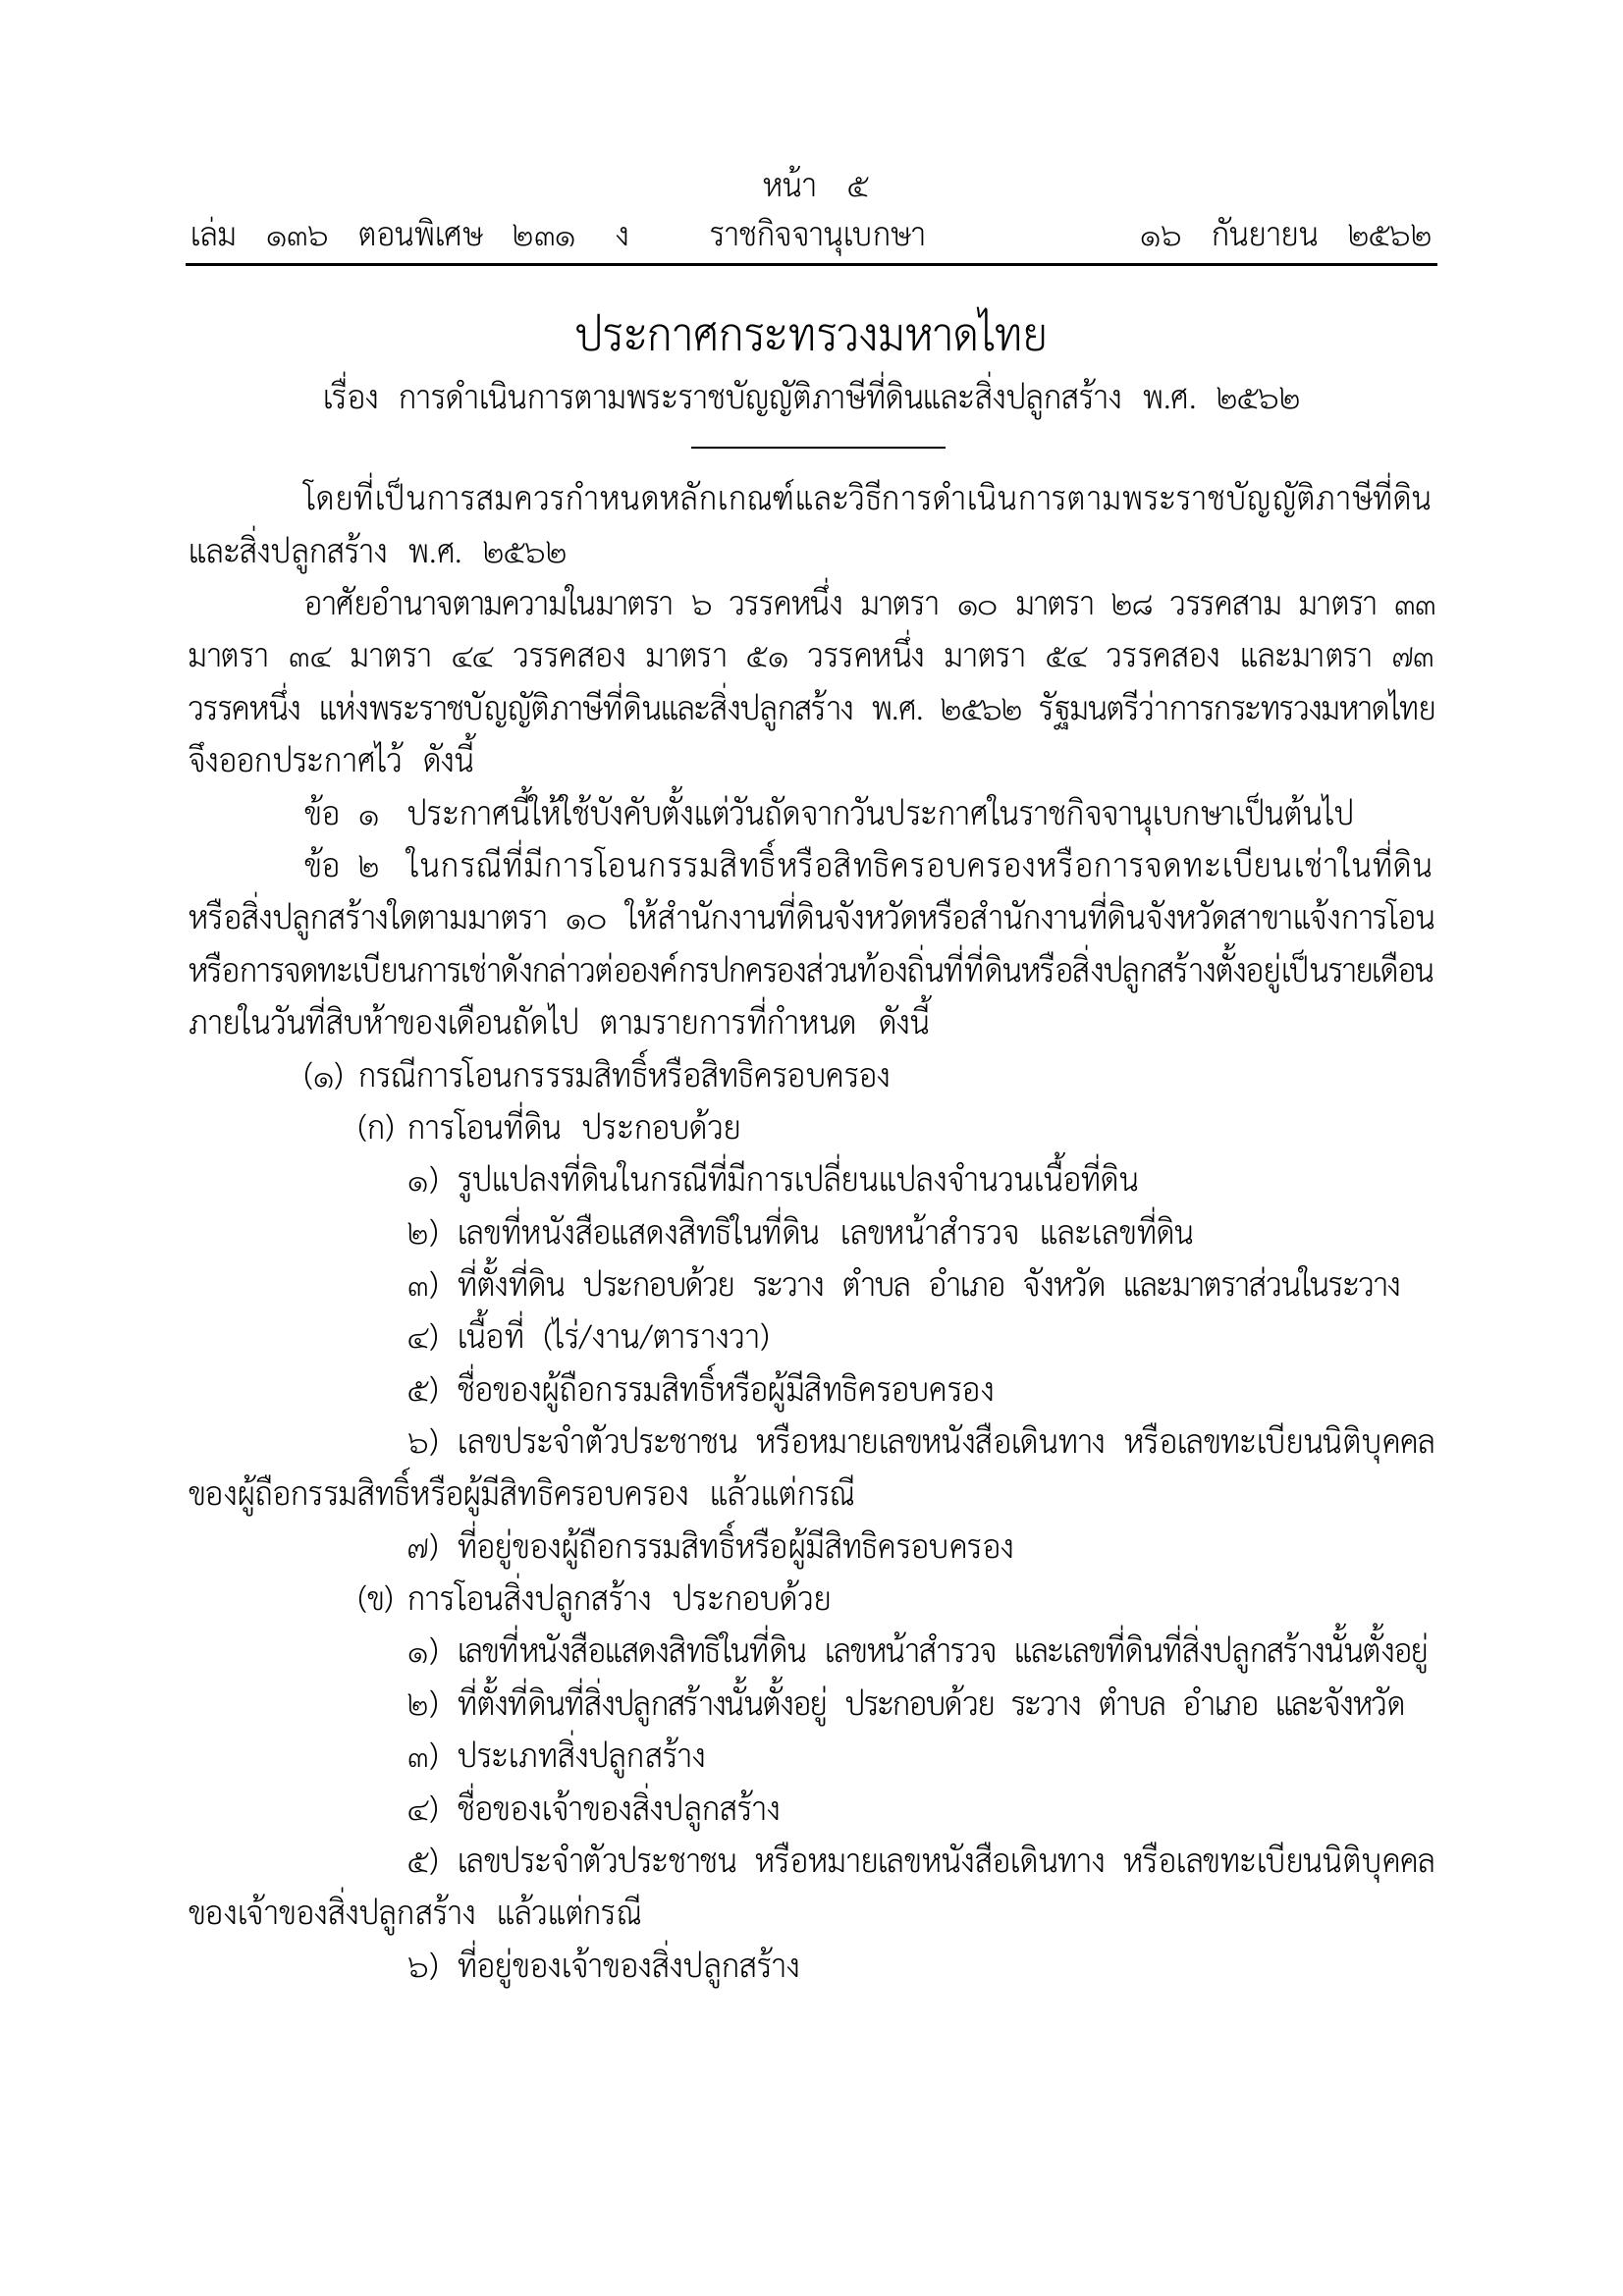 หน้า ๕
เล่ม ๑๓๖ ตอนพิเศษ ๒๓๑ ง ราชกิจจานุเบกษา ๑๖ กันยายน ๒๕๖๒
ประกาศกระทรวงมหาดไทย
เรื่อง การดำเนินการตามพระราชบัญญัติภาษีที่ดินและสิ่งปลูกสร้าง พ.ศ. ๒๕๖๒
โดยที่เป็นการสมควรกำหนดหลักเกณฑ์และวิธีการดำเนินการตามพระราชบัญญัติภาษีที่ดิน
และสิ่งปลูกสร้าง พ.ศ. ๒๕๖๒
อาศัยอำนาจตามความในมาตรา ๖ วรรคหนึ่ง มาตรา ๑๐ มาตรา ๒๘ วรรคสาม มาตรา ๓๓
มาตรา ๓๔ มาตรา ๔๔ วรรคสอง มาตรา ๕๑ วรรคหนึ่ง มาตรา ๕๔ วรรคสอง และมาตรา ๗๓
วรรคหนึ่ง แห่งพระราชบัญญัติภาษีที่ดินและสิ่งปลูกสร้าง พ.ศ. ๒๕๖๒ รัฐมนตรีว่าการกระทรวงมหาดไทย
จึงออกประกาศไว้ ดังนี้
ข้อ ๑ ประกาศนี้ให้ใช้บังคับตั้งแต่วันถัดจากวันประกาศในราชกิจจานุเบกษาเป็นต้นไป
ข้อ ๒ ในกรณีที่มีการโอนกรรมสิทธิ์หรือสิทธิครอบครองหรือการจดทะเบียนเช่าในที่ดิน
หรือสิ่งปลูกสร้างใดตามมาตรา ๑๐ ให้สำนักงานที่ดินจังหวัดหรือสำนักงานที่ดินจังหวัดสาขาแจ้งการโอน
หรือการจดทะเบียนการเช่าดังกล่าวต่อองค์กรปกครองส่วนท้องถิ่นที่ที่ดินหรือสิ่งปลูกสร้างตั้งอยู่เป็นรายเดือน
ภายในวันที่สิบห้าของเดือนถัดไป ตามรายการที่กำหนด ดังนี้
(๑) กรณีการโอนกรรรมสิทธิ์หรือสิทธิครอบครอง
(ก) การโอนที่ดิน ประกอบด้วย
๑) รูปแปลงที่ดินในกรณีที่มีการเปลี่ยนแปลงจำนวนเนื้อที่ดิน
๒) เลขที่หนังสือแสดงสิทธิในที่ดิน เลขหน้าสำรวจ และเลขที่ดิน
๓) ที่ตั้งที่ดิน ประกอบด้วย ระวาง ตำบล อำเภอ จังหวัด และมาตราส่วนในระวาง
๔) เนื้อที่ (ไร่/งาน/ตารางวา)
๕) ชื่อของผู้ถือกรรมสิทธิ์หรือผู้มีสิทธิครอบครอง
๖) เลขประจำตัวประชาชน หรือหมายเลขหนังสือเดินทาง หรือเลขทะเบียนนิติบุคคล
ของผู้ถือกรรมสิทธิ์หรือผู้มีสิทธิครอบครอง แล้วแต่กรณี
๗) ที่อยู่ของผู้ถือกรรมสิทธิ์หรือผู้มีสิทธิครอบครอง
(ข) การโอนสิ่งปลูกสร้าง ประกอบด้วย
๑) เลขที่หนังสือแสดงสิทธิในที่ดิน เลขหน้าสำรวจ และเลขที่ดินที่สิ่งปลูกสร้างนั้นตั้งอยู่
๒) ที่ตั้งที่ดินที่สิ่งปลูกสร้างนั้นตั้งอยู่ ประกอบด้วย ระวาง ตำบล อำเภอ และจังหวัด
๓) ประเภทสิ่งปลูกสร้าง
๔) ชื่อของเจ้าของสิ่งปลูกสร้าง
๕) เลขประจำตัวประชาชน หรือหมายเลขหนังสือเดินทาง หรือเลขทะเบียนนิติบุคคล
ของเจ้าของสิ่งปลูกสร้าง แล้วแต่กรณี
๖) ที่อยู่ของเจ้าของสิ่งปลูกสร้าง